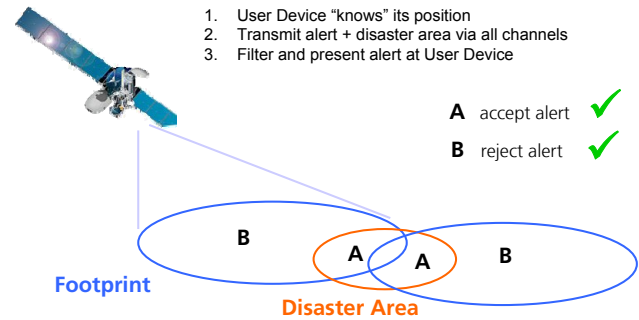 1. User Device “knows” its position
2. Transmit alert + disaster area via all channels
3. Filter and present alert at User Device
A accept alert
B reject alert
B
A
A
B
Footprint
Disaster Area